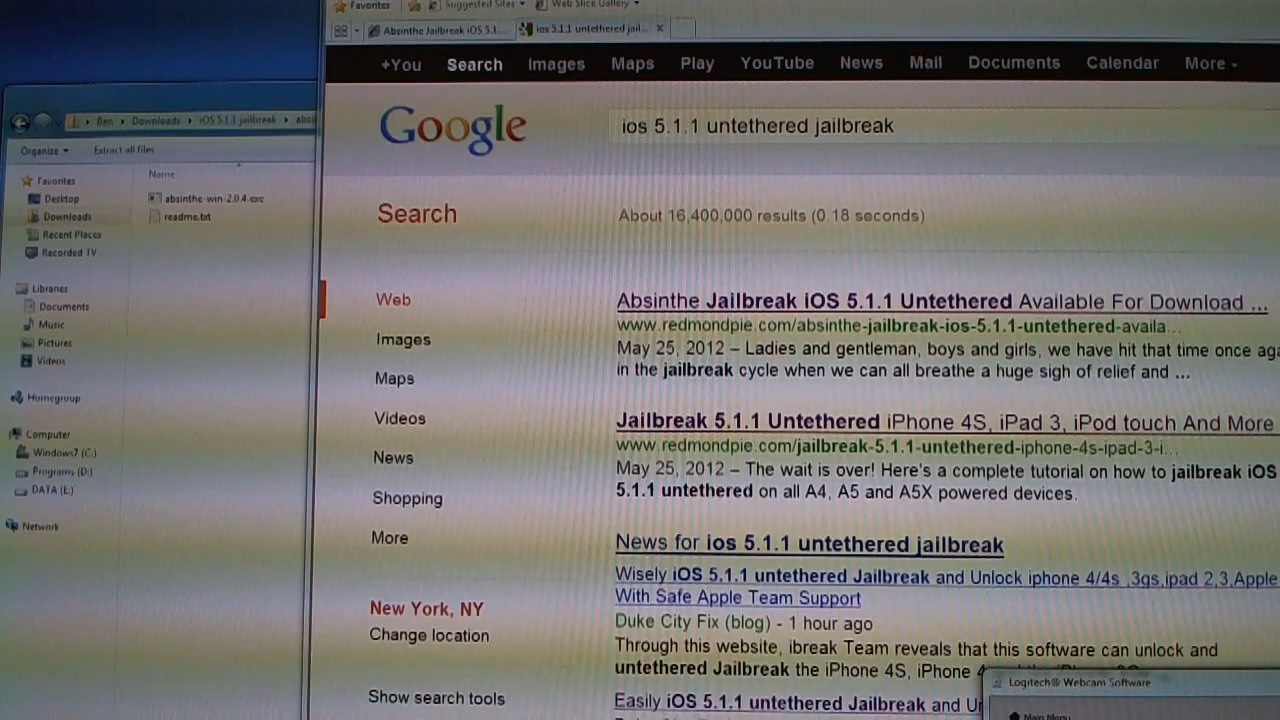 Favorites
Suggested Sites
Web Slice Gallery
Absinthe Jailbreak iOS 5.1...
ios 5.1.1 untethered jail... x
+You Search Images Maps Play YouTube News Mail Documents Calendar More
Google
ios 5.1.1 untethered jailbreak
Search
About 16,400,000 results (0.18 seconds)
Web
Images
Maps
Videos
News
Shopping
More
New York, NY
Change location
Show search tools
Absinthe Jailbreak iOS 5.1.1 Untethered Available For Download ...
www.redmondpie.com/absinthe-jailbreak-ios-5.1.1-untethered-availa...
May 25, 2012 – Ladies and gentleman, boys and girls, we have hit that time once aga
in the jailbreak cycle when we can all breathe a huge sigh of relief and ...
Jailbreak 5.1.1 Untethered iPhone 4S, iPad 3, iPod touch And More
www.redmondpie.com/jailbreak-5.1.1-untethered-iphone-4s-ipad-3-i...
May 25, 2012 – The wait is over! Here's a complete tutorial on how to jailbreak iOS
5.1.1 untethered on all A4, A5 and A5X powered devices.
News for ios 5.1.1 untethered jailbreak
Wisely iOS 5.1.1 untethered Jailbreak and Unlock iphone 4/4s ,3gs,ipad 2,3,Apple
With Safe Apple Team Support
Duke City Fix (blog) - 1 hour ago
Through this website, ibreak Team reveals that this software can unlock and
untethered Jailbreak the iPhone 4S, iPhone
Easily iOS 5.1.1 untethered Jailbreak and
Ben Downloads iOS 5.1.1 jailbreak absi
Organize Extract all files
Name
absinthe-win-2.0.4.exe
readme.txt
Favorites
Desktop
Downloads
Recent Places
Recorded TV
Libraries
Documents
Music
Pictures
Videos
Homegroup
Computer
Windows7 (C:)
Programs (D:)
DATA (E:)
Network
Logitech® Webcam Software
Main Menu